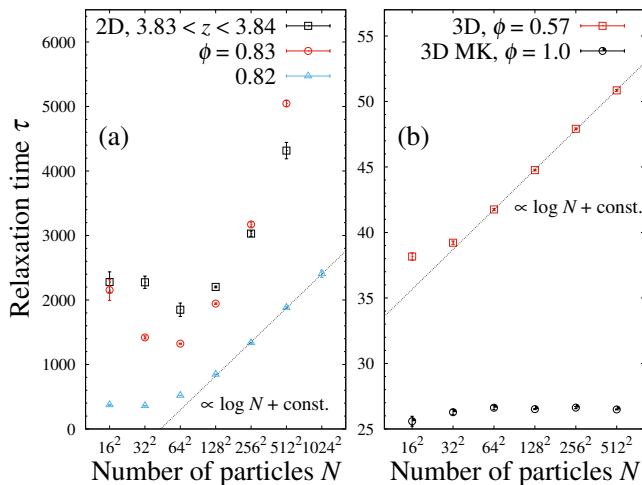 2D, 3.83 < z < 3.84
ϕ = 0.83
0.82
(a)
∝ log N + const.
Relaxation time τ
6000
5000
4000
3000
2000
1000
0
16² 32² 64² 128² 256² 512² 1024²
Number of particles N
3D, ϕ = 0.57
3D MK, ϕ = 1.0
(b)
∝ log N + const.
55
50
45
40
35
30
25
16² 32² 64² 128² 256² 512²
Number of particles N